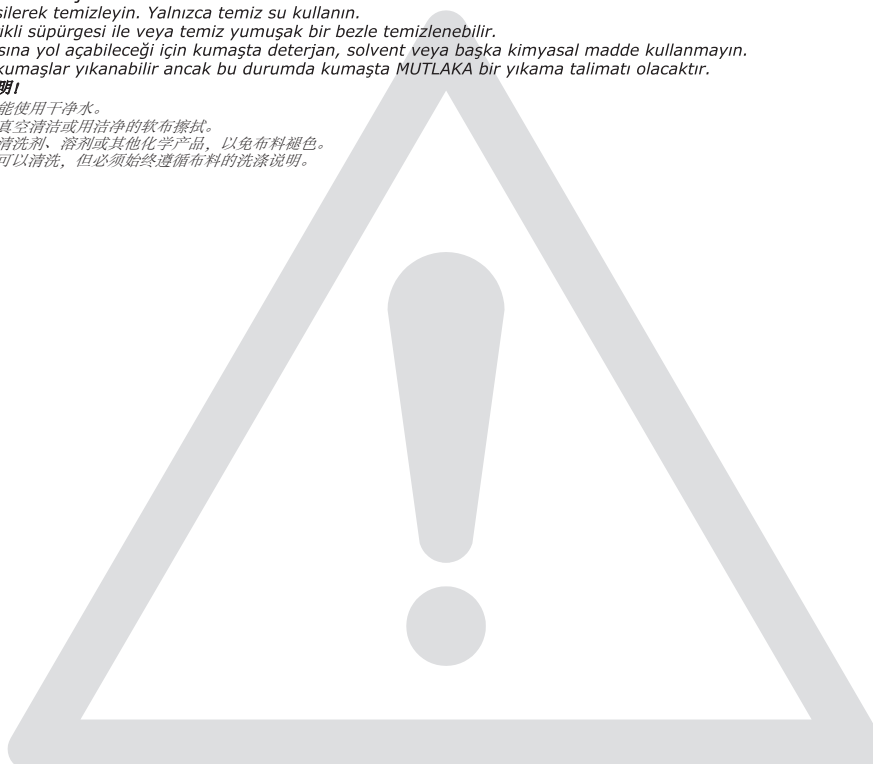 silerek temizleyin. Yalnızca temiz su kullanın.
ikli süpürgesi ile veya temiz yumuşak bir bezle temizlenebilir.
sına yol açabileceği için kumaşta deterjan, solvent veya başka kimyasal madde kullanmayın.
kumaşlar yıkanabilir ancak bu durumda kumaşta MUTLAKA bir yıkama talimatı olacaktır.
明!
能使用干净水。
真空清洁或用洁净的软布擦拭。
清洗剂、溶剂或其他化学产品，以免布料褪色。
可以清洗，但必须始终遵循布料的洗涤说明。